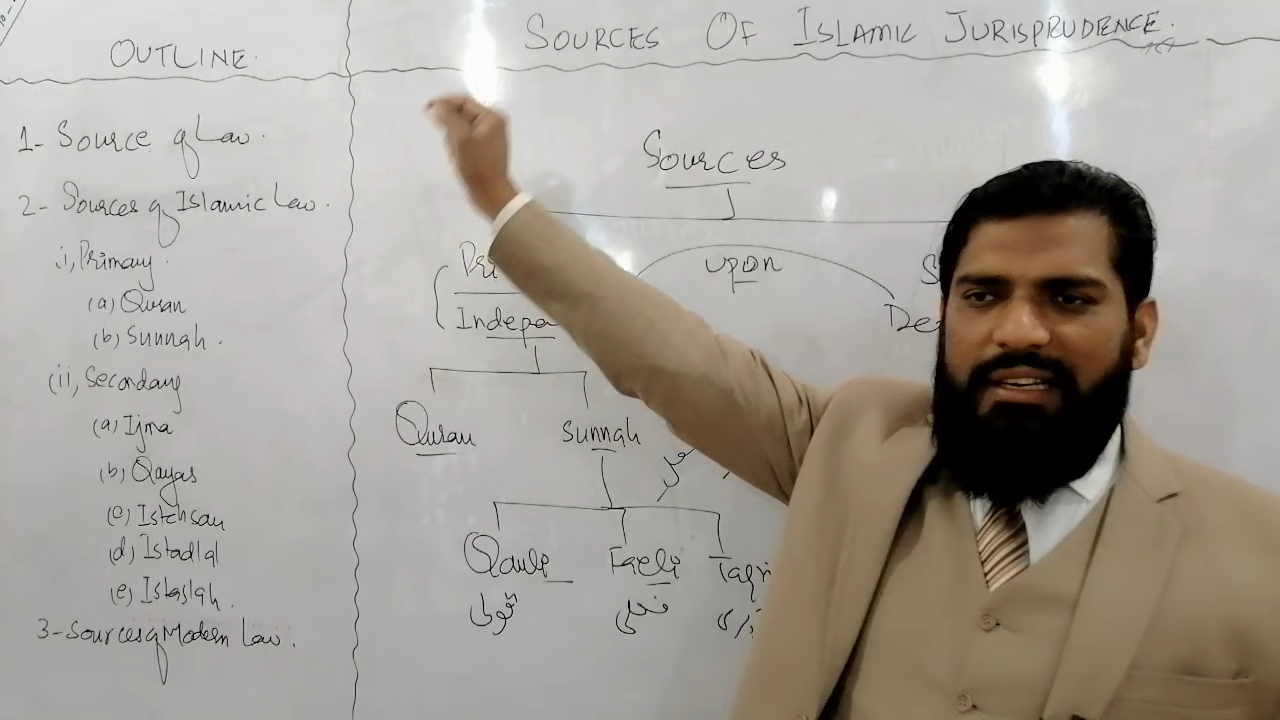 OUTLINE.
1- Source of Law.
2- Sources of Islamic Law.
i, Primary.
(a) Quran
(b) Sunnah.
(ii, Secondary
(a) Ijma
(b) Qayas
(c) Istehsan
(d) Istadlal
(e) Istaslah.
3- Sources of Modern Law.
SOURCES OF ISLAMIC JURISPRUDENCE.
Sources
Pri
upon
S
Indepe
De
Quran
Sunnah
Qauli
Faeli
Taqri
قولی
فعلی